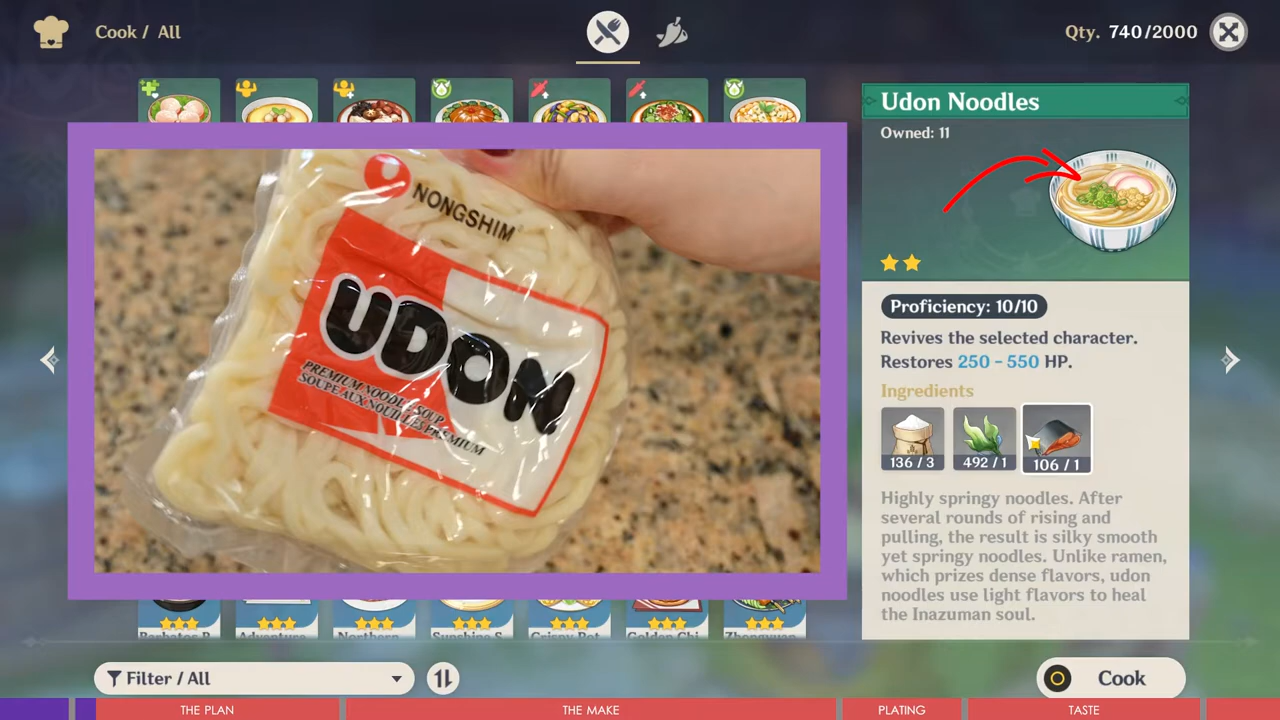 Cook / All
Qty. 740/2000
Udon Noodles
Owned: 11
NONGSHIM
UDON
PREMIUM NOODLE SOUP
SOUPE AUX NOUILLES PREMIUM
Proficiency: 10/10
Revives the selected character.
Restores 250 - 550 HP.
Ingredients
136 / 3
492 / 1
106 / 1
Highly springy noodles. After
several rounds of rising and
pulling, the result is silky smooth
yet springy noodles. Unlike ramen,
which prizes dense flavors, udon
noodles use light flavors to heal
the Inazuman soul.
Filter / All
Cook
THE PLAN
THE MAKE
PLATING
TASTE